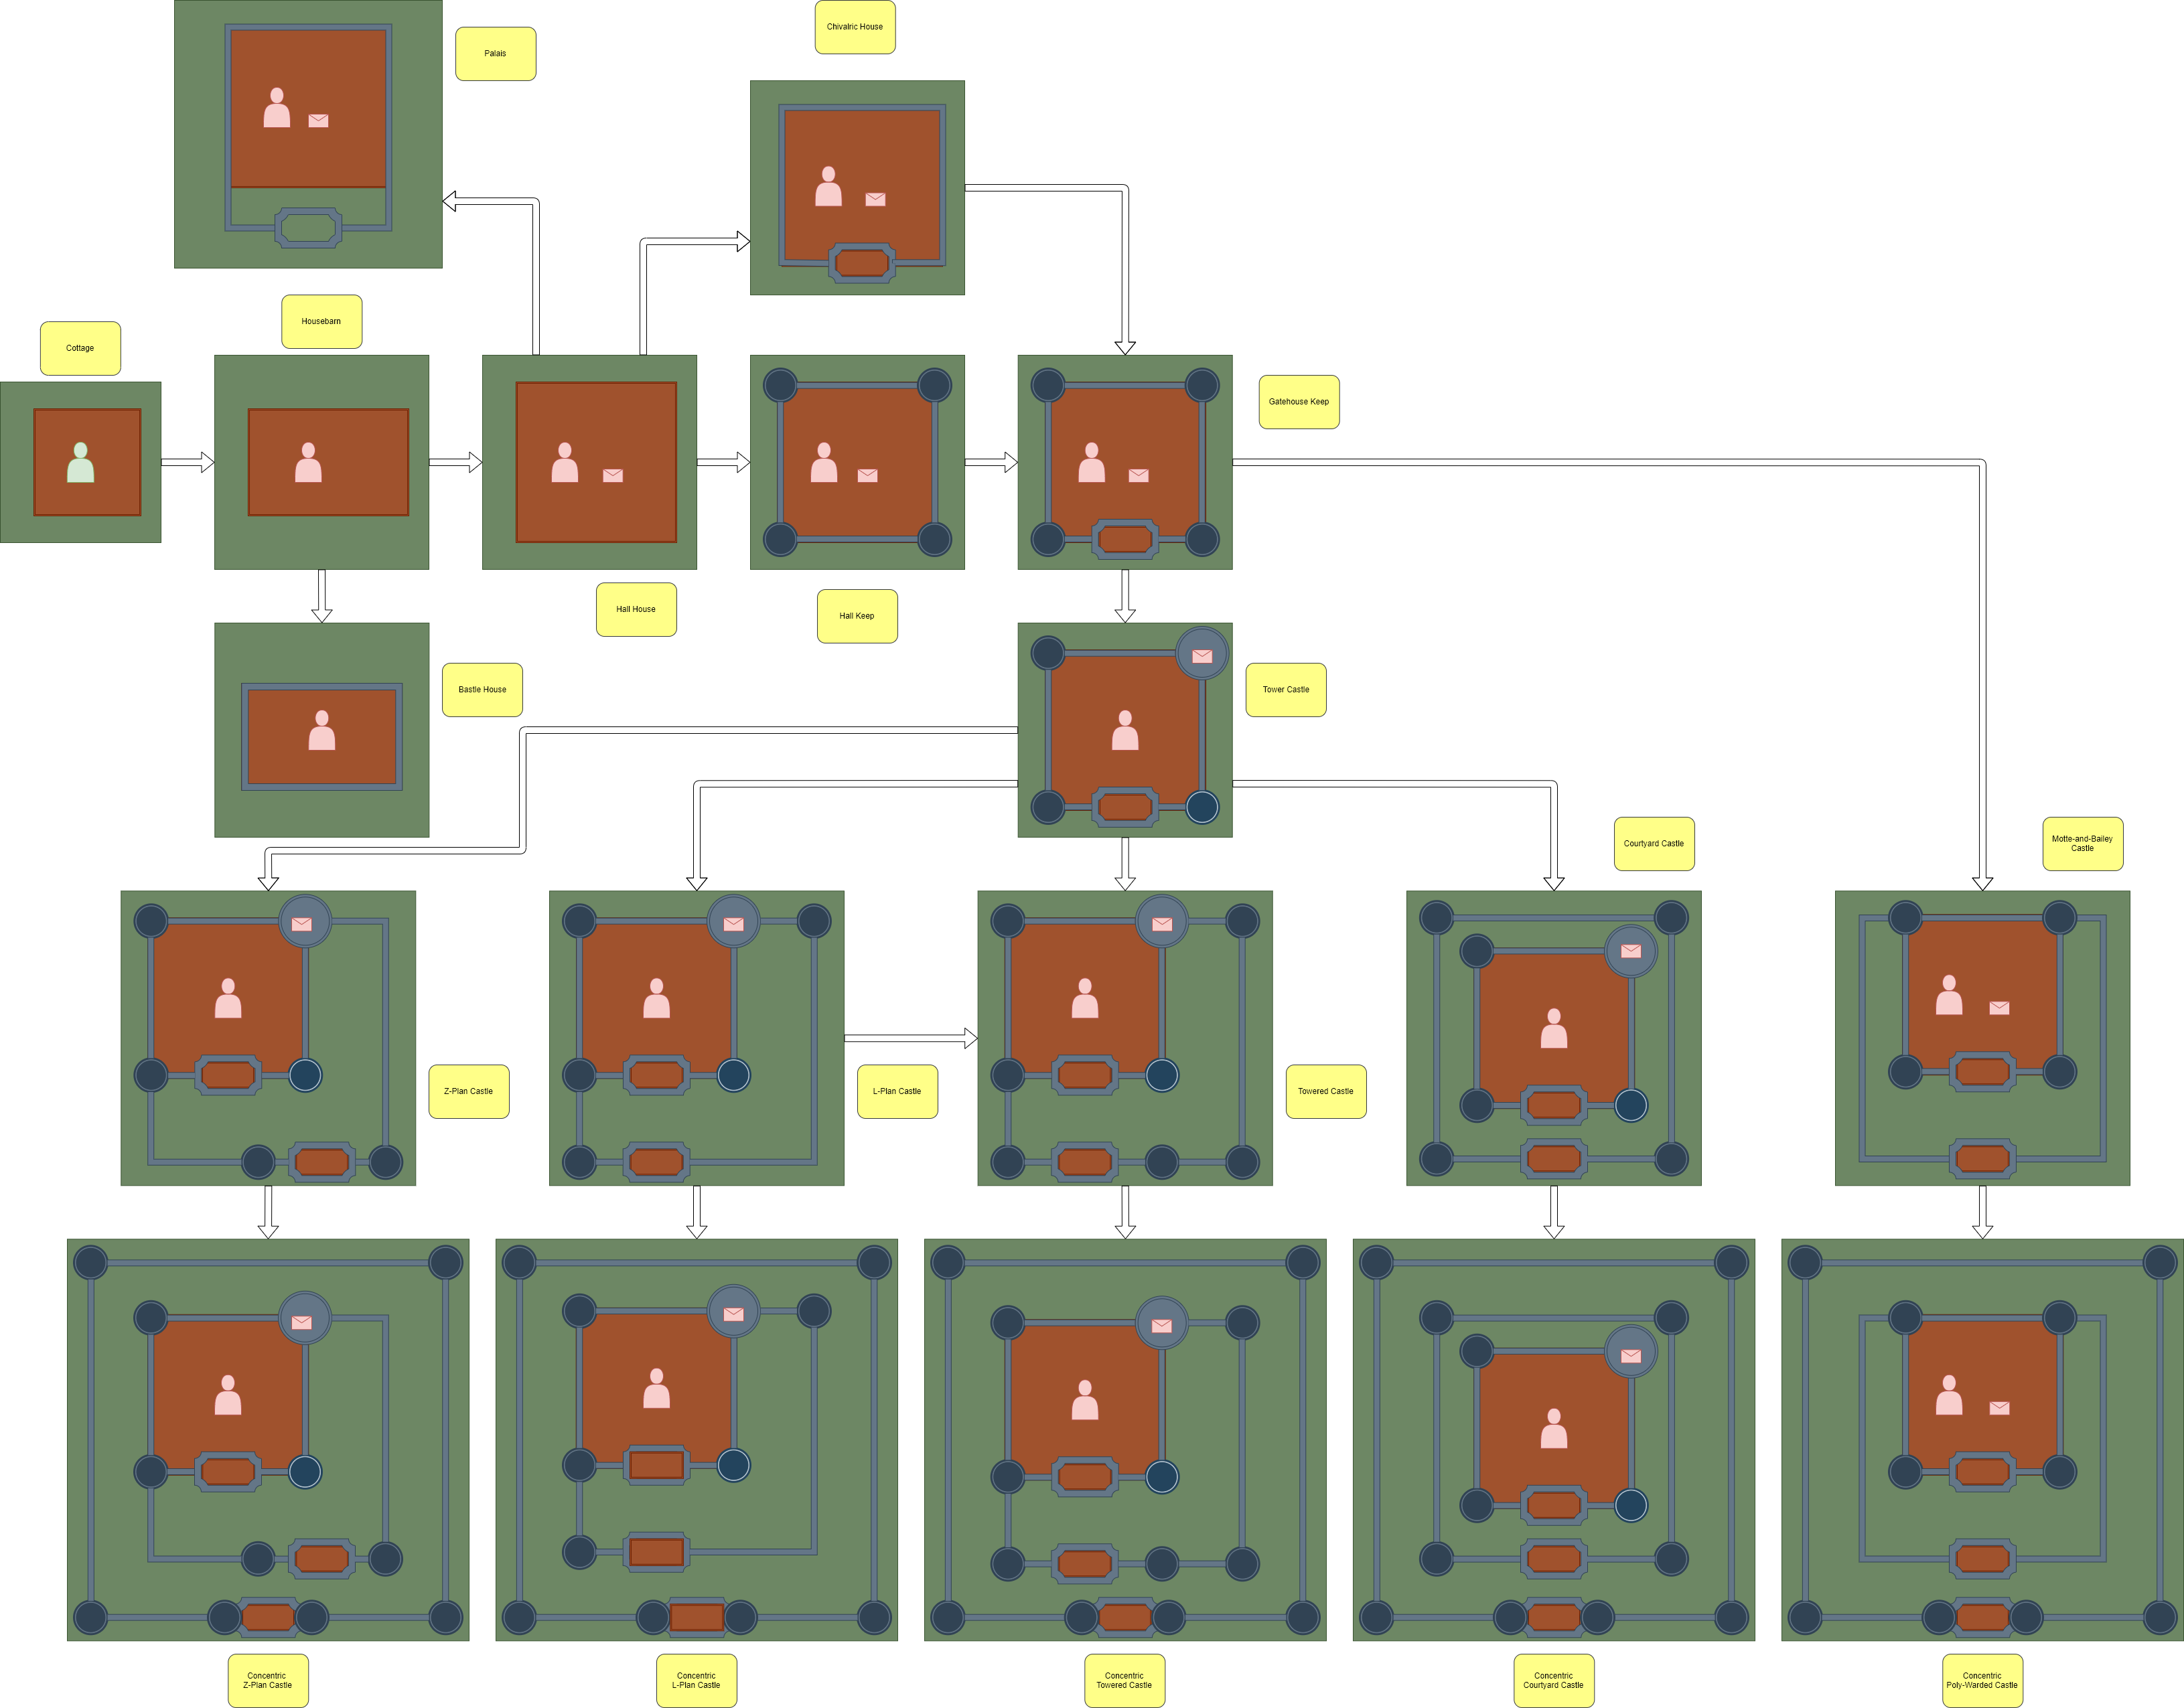 Chivalric House
Palais
Housebarn
Cottage
Gatehouse Keep
Hall House
Hall Keep
Bastle House
Tower Castle
Courtyard Castle
Motte-and-Bailey
Castle
Z-Plan Castle
L-Plan Castle
Towered Castle
Concentric
Z-Plan Castle
Concentric
L-Plan Castle
Concentric
Towered Castle
Concentric
Courtyard Castle
Concentric
Poly-Warded Castle